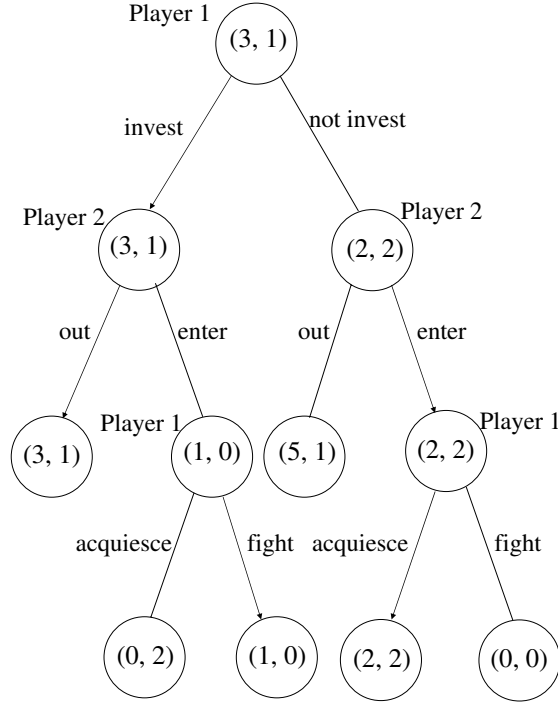 Player 1
(3, 1)
invest
not invest
Player 2
(3, 1)
Player 2
(2, 2)
out
enter
out
enter
(3, 1)
Player 1
(1, 0)
(5, 1)
Player 1
(2, 2)
acquiesce
fight
acquiesce
fight
(0, 2)
(1, 0)
(2, 2)
(0, 0)